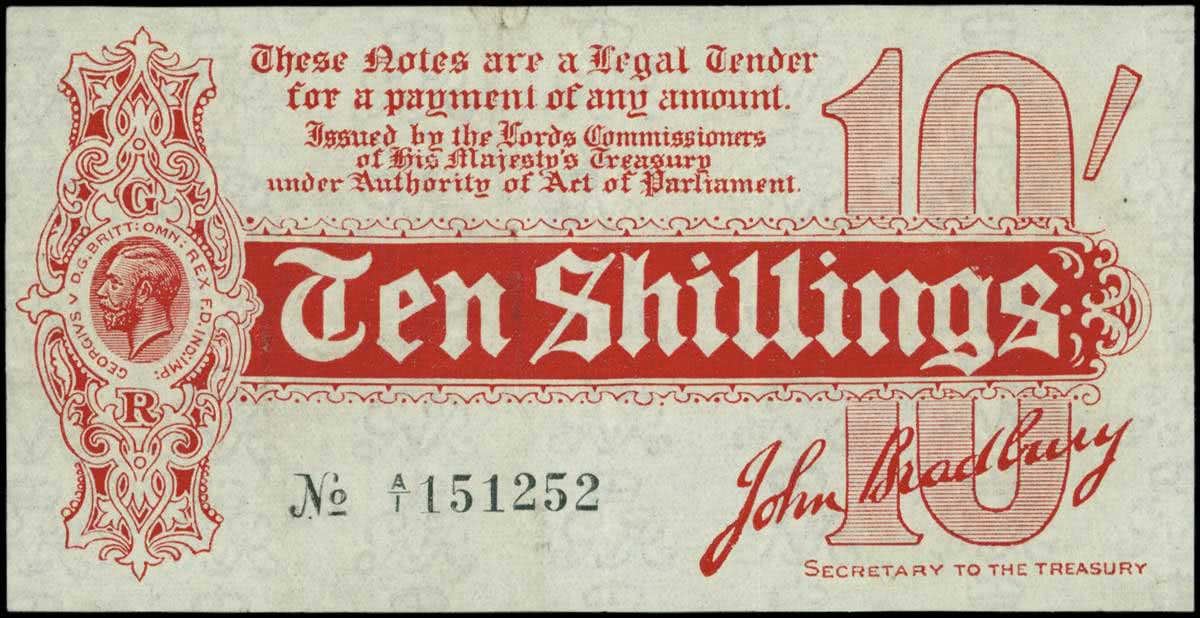 These Notes are a Legal Tender
for a payment of any amount.
Issued by the Lords Commissioners
of His Majesty's Treasury
under Authority of Act of Parliament.
10/
G
GEORGIVS V D.G. BRITT: OMN: REX F.D. IND: IMP:
R
Ten Shillings
No A/1 151252
John Bradbury
SECRETARY TO THE TREASURY